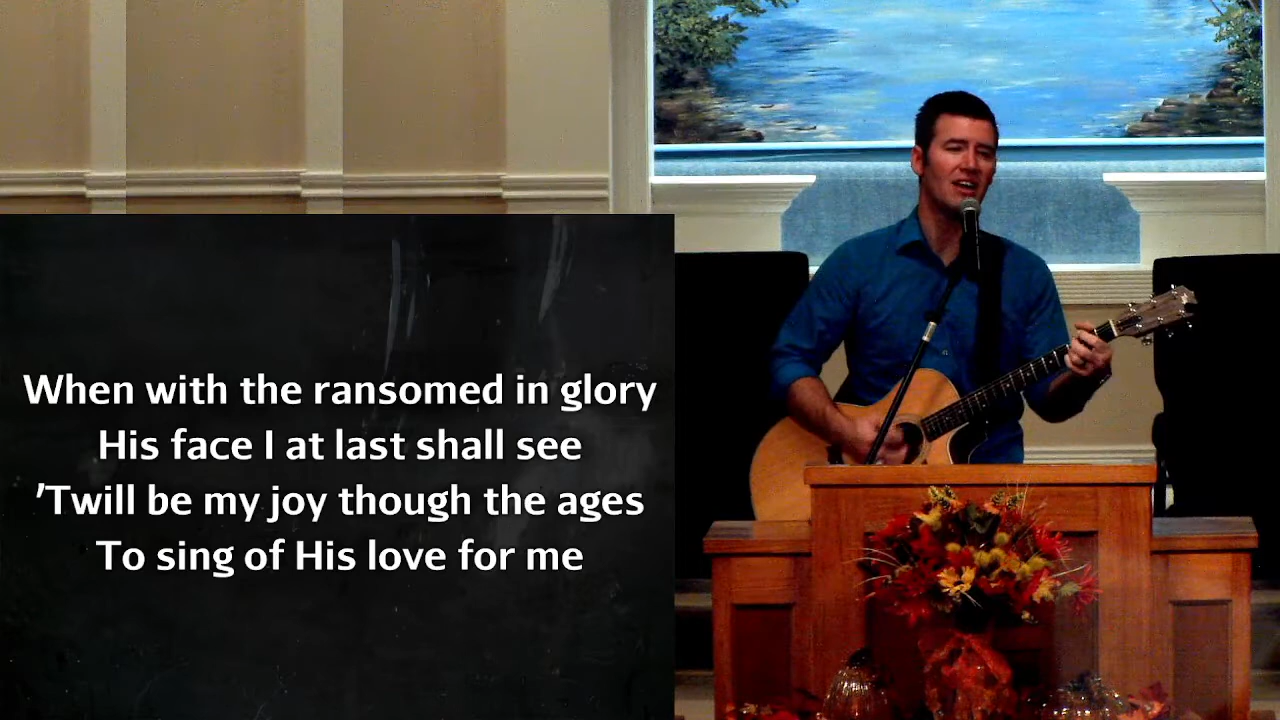 When with the ransomed in glory
His face I at last shall see
’Twill be my joy though the ages
To sing of His love for me